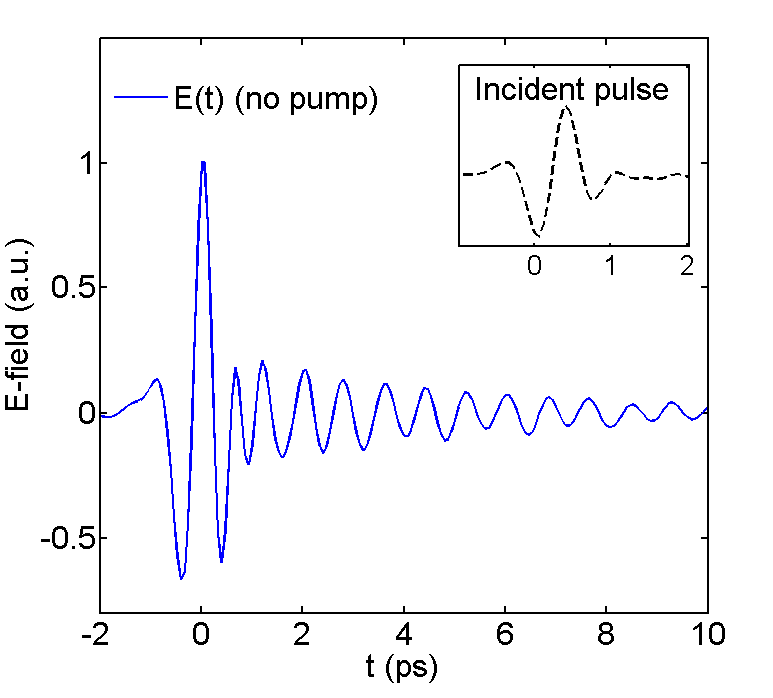 E(t) (no pump)
Incident pulse
0 1 2
1
0.5
0
-0.5
E-field (a.u.)
-2 0 2 4 6 8 10
t (ps)